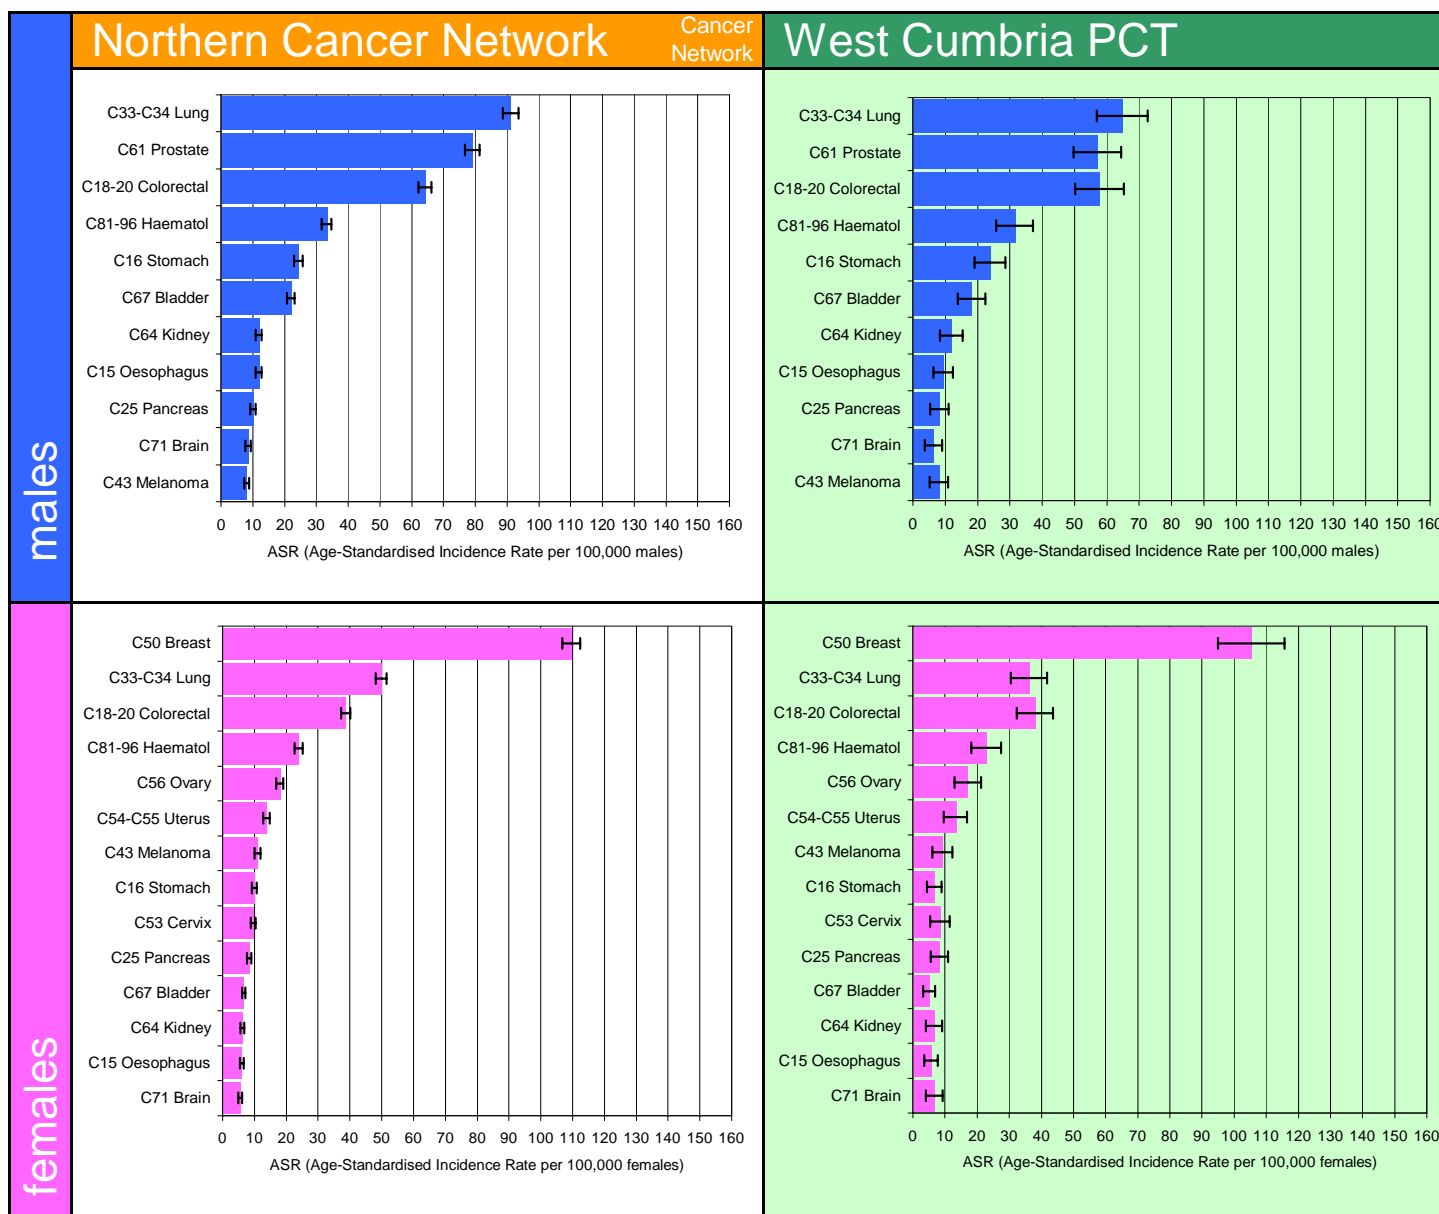 Northern Cancer Network
Cancer
Network
West Cumbria PCT
males
C33-C34 Lung
C61 Prostate
C18-20 Colorectal
C81-96 Haematol
C16 Stomach
C67 Bladder
C64 Kidney
C15 Oesophagus
C25 Pancreas
C71 Brain
C43 Melanoma
0 10 20 30 40 50 60 70 80 90 100 110 120 130 140 150 160
ASR (Age-Standardised Incidence Rate per 100,000 males)
C33-C34 Lung
C61 Prostate
C18-20 Colorectal
C81-96 Haematol
C16 Stomach
C67 Bladder
C64 Kidney
C15 Oesophagus
C25 Pancreas
C71 Brain
C43 Melanoma
0 10 20 30 40 50 60 70 80 90 100 110 120 130 140 150 160
ASR (Age-Standardised Incidence Rate per 100,000 males)
females
C50 Breast
C33-C34 Lung
C18-20 Colorectal
C81-96 Haematol
C56 Ovary
C54-C55 Uterus
C43 Melanoma
C16 Stomach
C53 Cervix
C25 Pancreas
C67 Bladder
C64 Kidney
C15 Oesophagus
C71 Brain
0 10 20 30 40 50 60 70 80 90 100 110 120 130 140 150 160
ASR (Age-Standardised Incidence Rate per 100,000 females)
C50 Breast
C33-C34 Lung
C18-20 Colorectal
C81-96 Haematol
C56 Ovary
C54-C55 Uterus
C43 Melanoma
C16 Stomach
C53 Cervix
C25 Pancreas
C67 Bladder
C64 Kidney
C15 Oesophagus
C71 Brain
0 10 20 30 40 50 60 70 80 90 100 110 120 130 140 150 160
ASR (Age-Standardised Incidence Rate per 100,000 females)